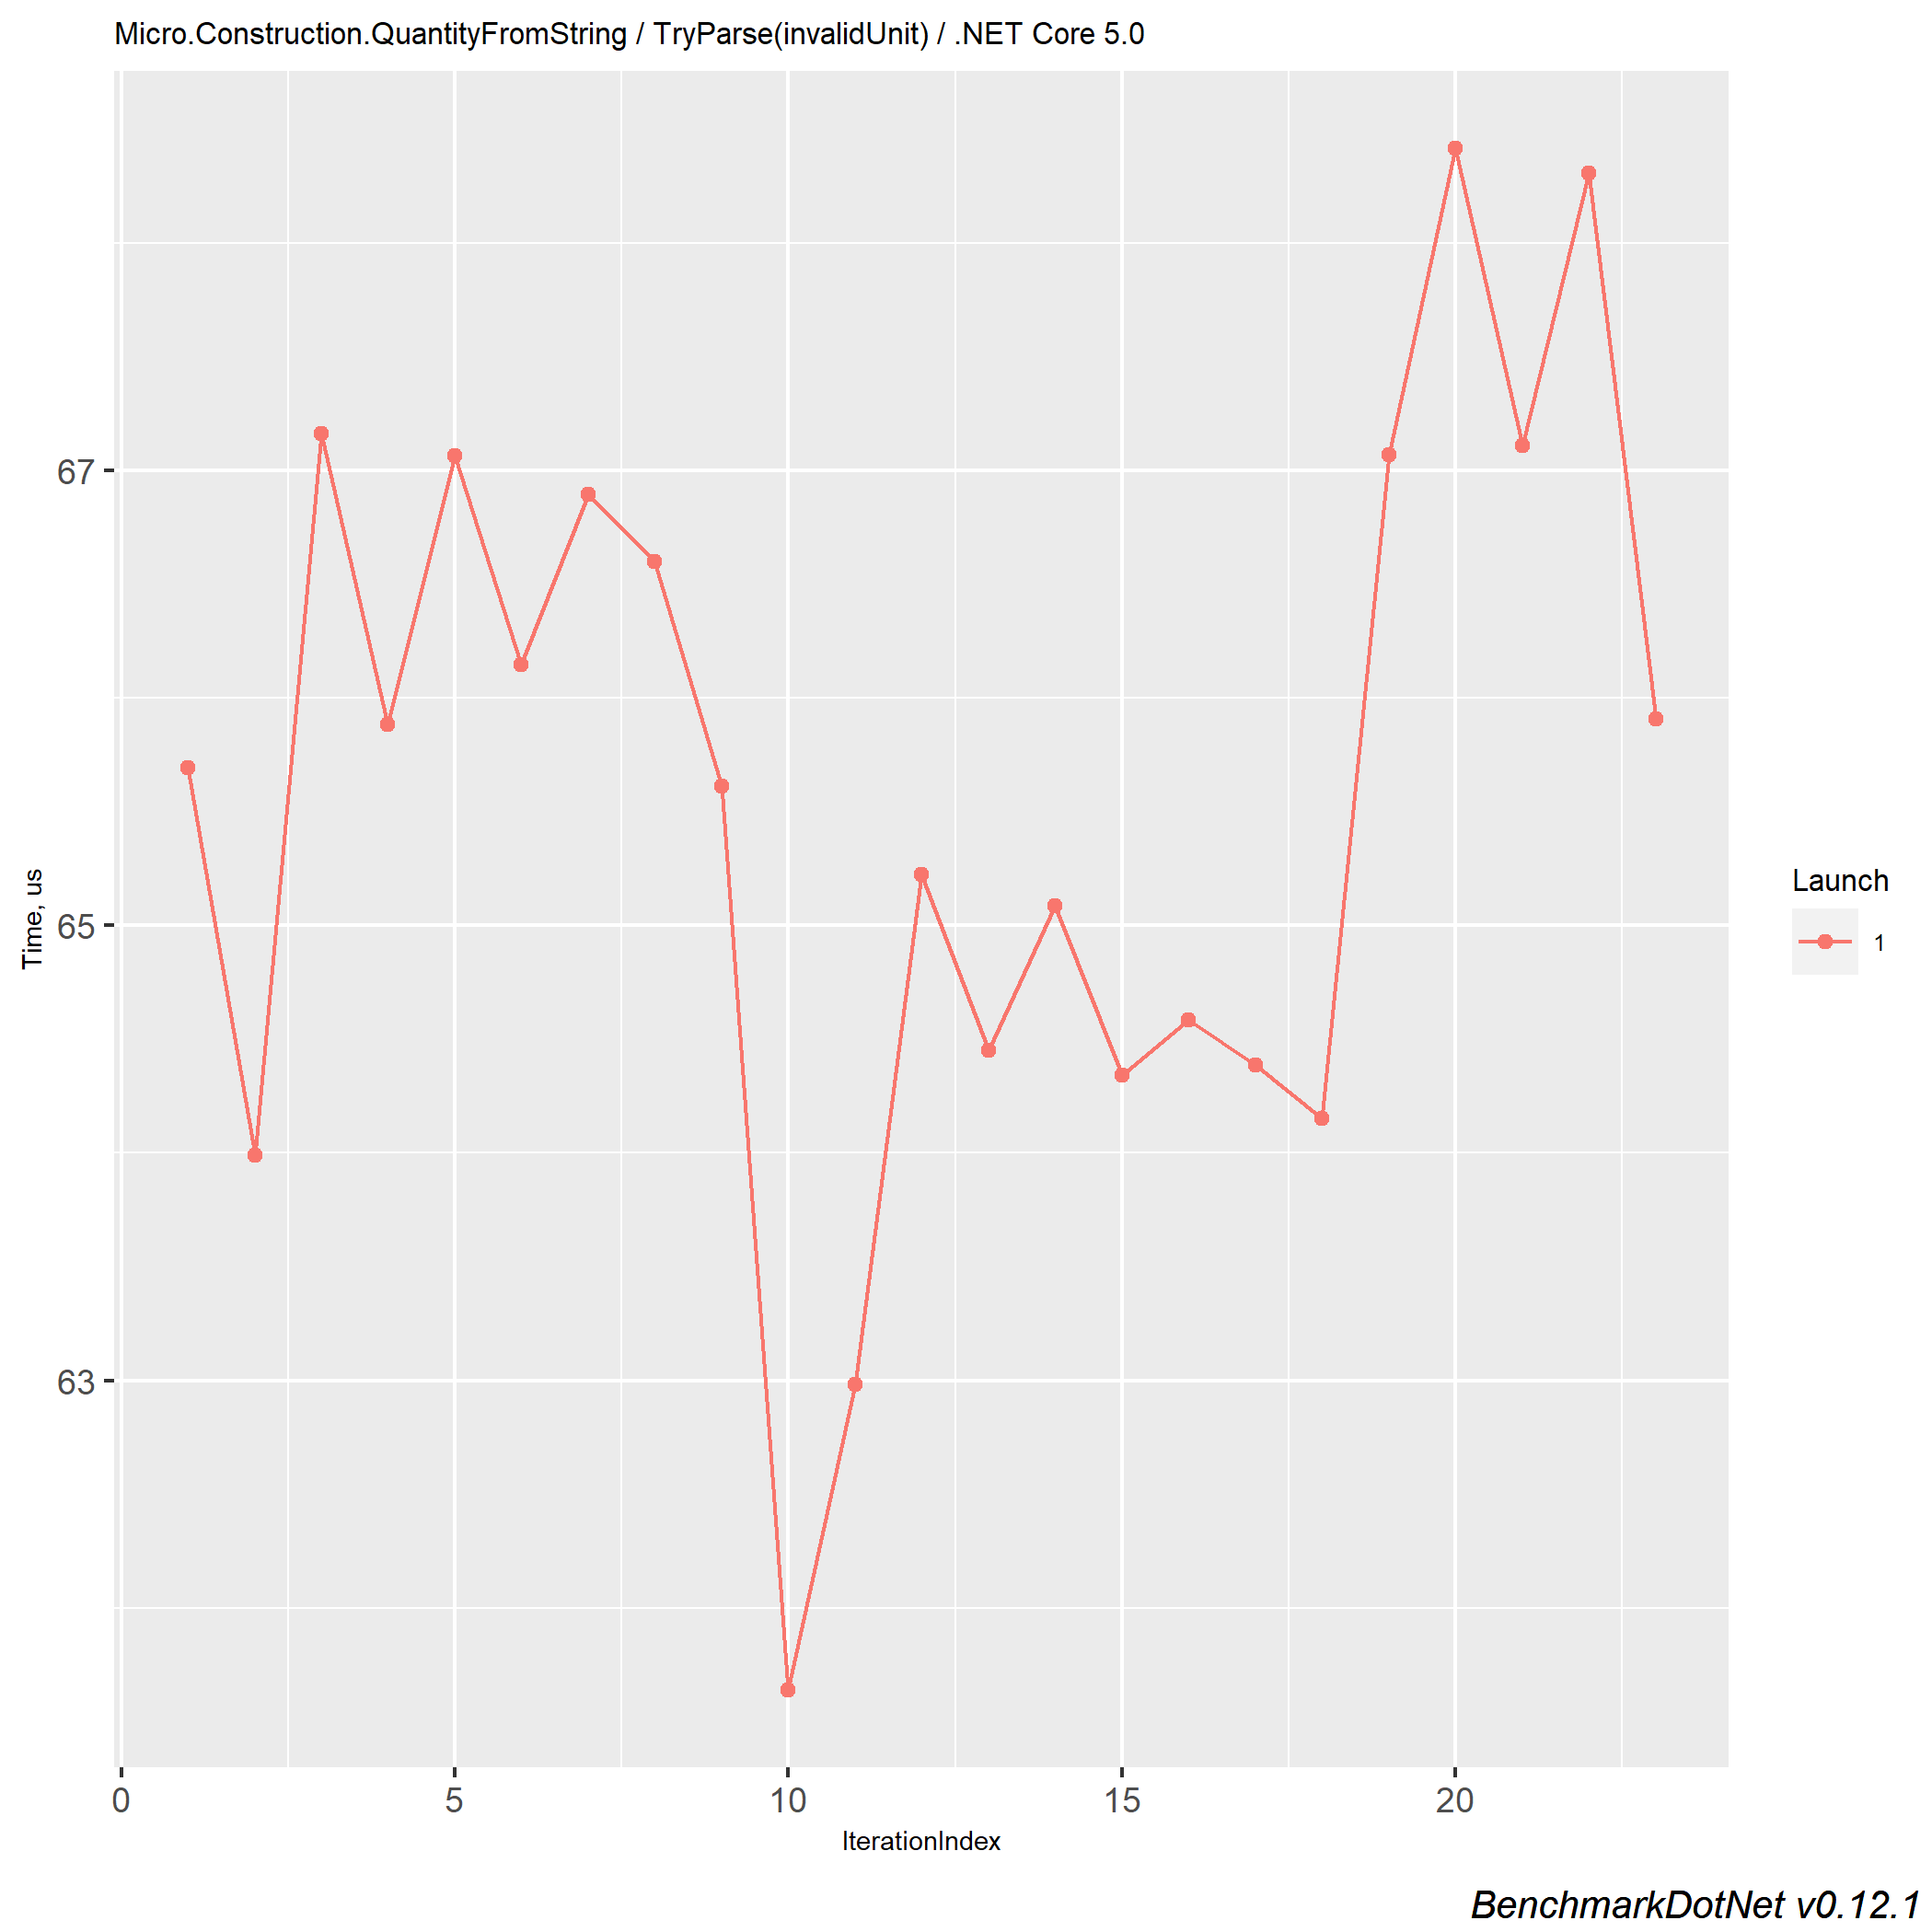 Micro.Construction.QuantityFromString / TryParse(invalidUnit) / .NET Core 5.0
67
65
63
Time, us
0 5 10 15 20
IterationIndex
Launch
1
BenchmarkDotNet v0.12.1